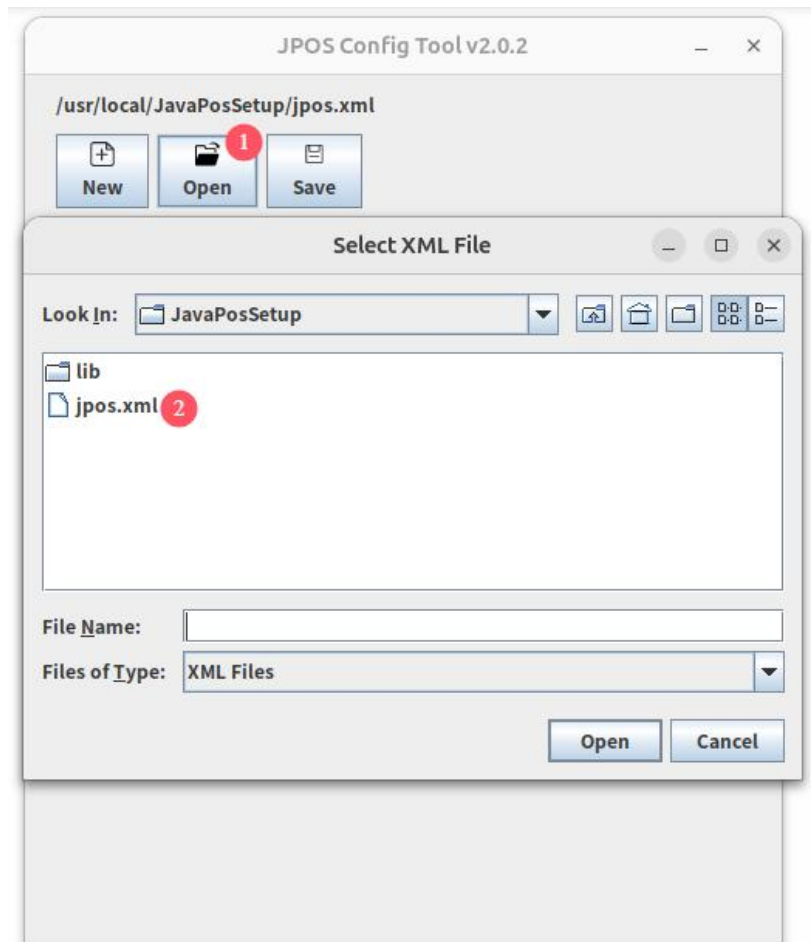 JPOS Config Tool v2.0.2
/usr/local/JavaPosSetup/jpos.xml
1
New Open Save
Select XML File
Look In: JavaPosSetup
lib
jpos.xml 2
File Name:
Files of Type: XML Files
Open Cancel